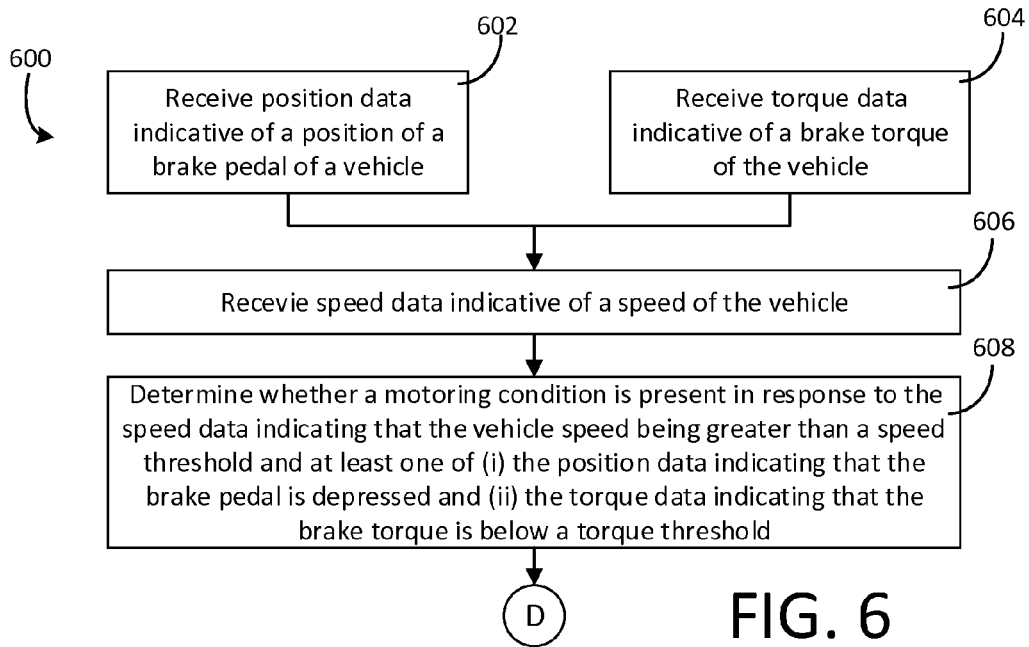 600
602
Receive position data
indicative of a position of a
brake pedal of a vehicle
604
Receive torque data
indicative of a brake torque
of the vehicle
606
Recevie speed data indicative of a speed of the vehicle
608
Determine whether a motoring condition is present in response to the
speed data indicating that the vehicle speed being greater than a speed
threshold and at least one of (i) the position data indicating that the
brake pedal is depressed and (ii) the torque data indicating that the
brake torque is below a torque threshold
D
FIG. 6